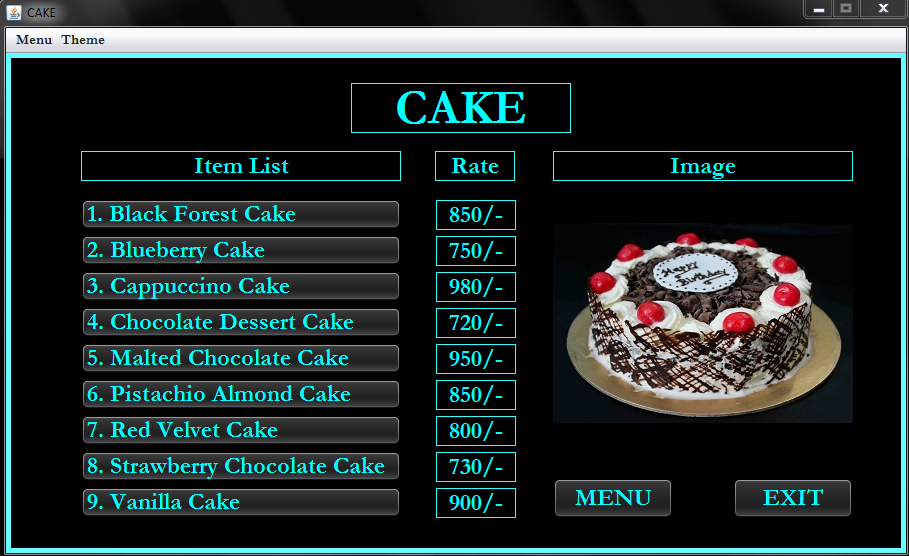 CAKE
Menu Theme
CAKE
Item List Rate Image
1. Black Forest Cake 850/-
2. Blueberry Cake 750/-
3. Cappuccino Cake 980/-
4. Chocolate Dessert Cake 720/-
5. Malted Chocolate Cake 950/-
6. Pistachio Almond Cake 850/-
7. Red Velvet Cake 800/-
8. Strawberry Chocolate Cake 730/-
9. Vanilla Cake 900/-
Happy
Birthday
MENU EXIT